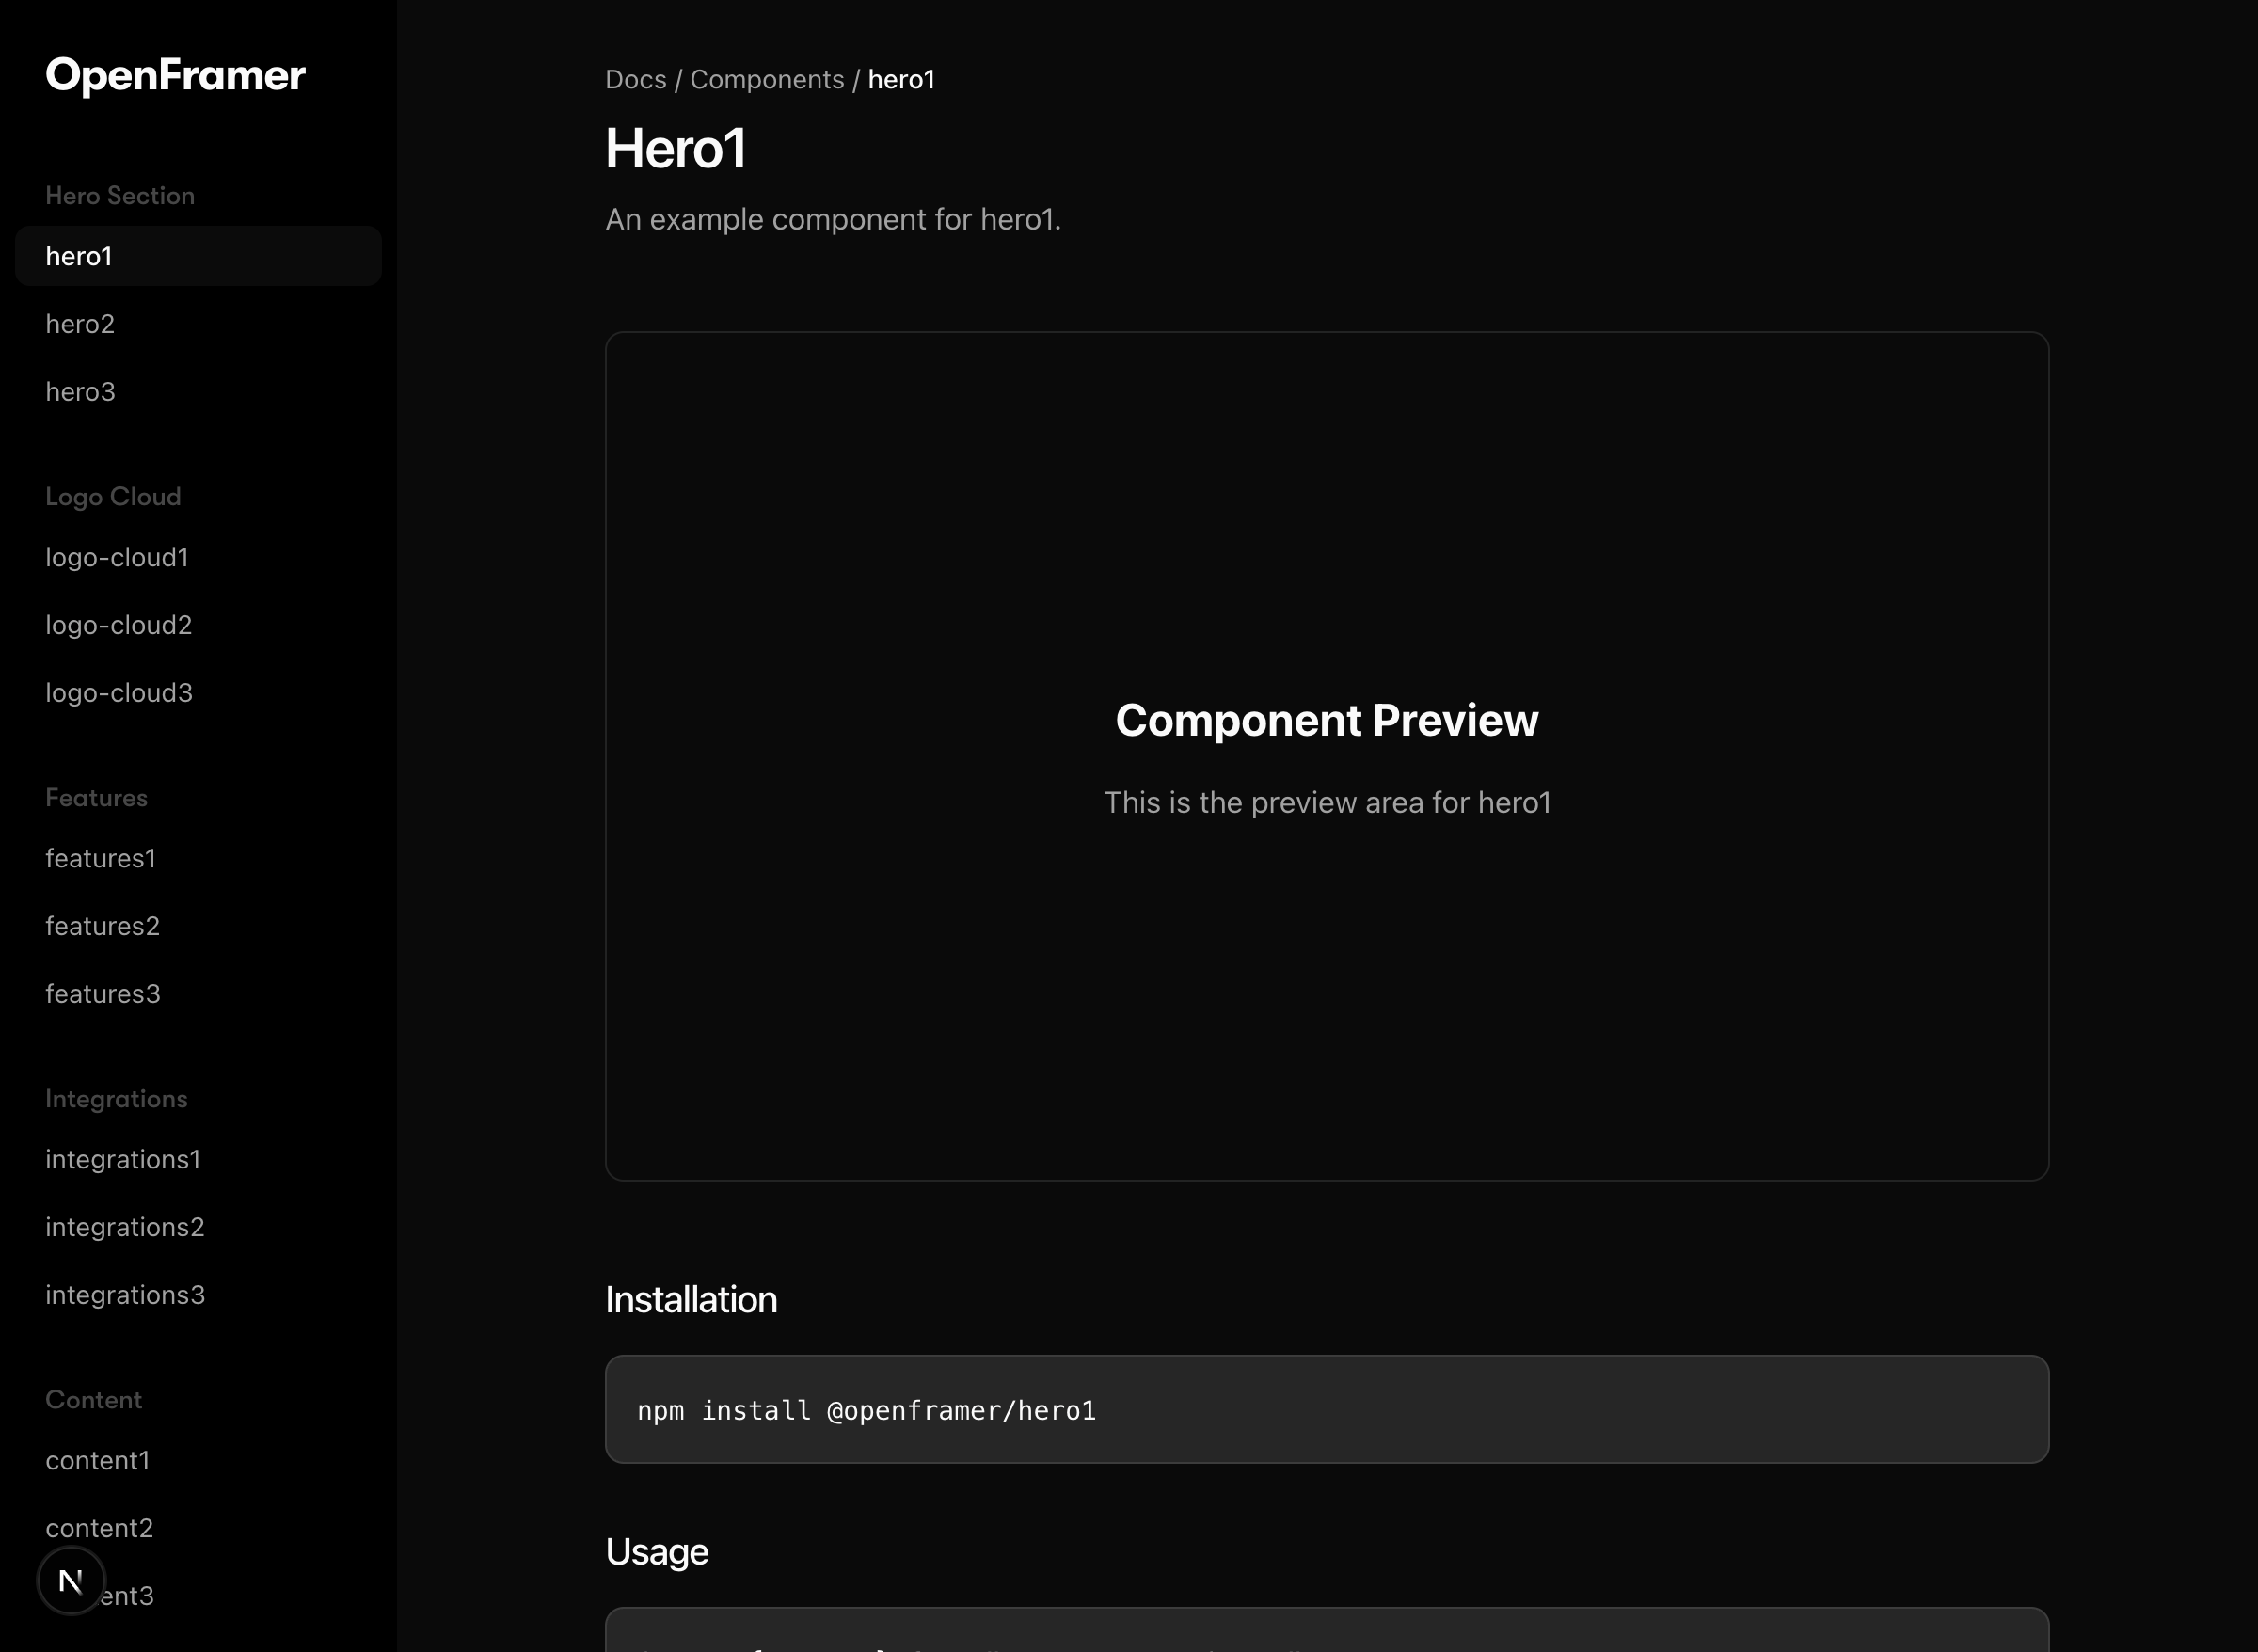 OpenFramer
Hero Section
hero1
hero2
hero3
Logo Cloud
logo-cloud1
logo-cloud2
logo-cloud3
Features
features1
features2
features3
Integrations
integrations1
integrations2
integrations3
Content
content1
content2
ent3
N
Docs / Components / hero1
Hero1
An example component for hero1.
Component Preview
This is the preview area for hero1
Installation
npm install @openframer/hero1
Usage